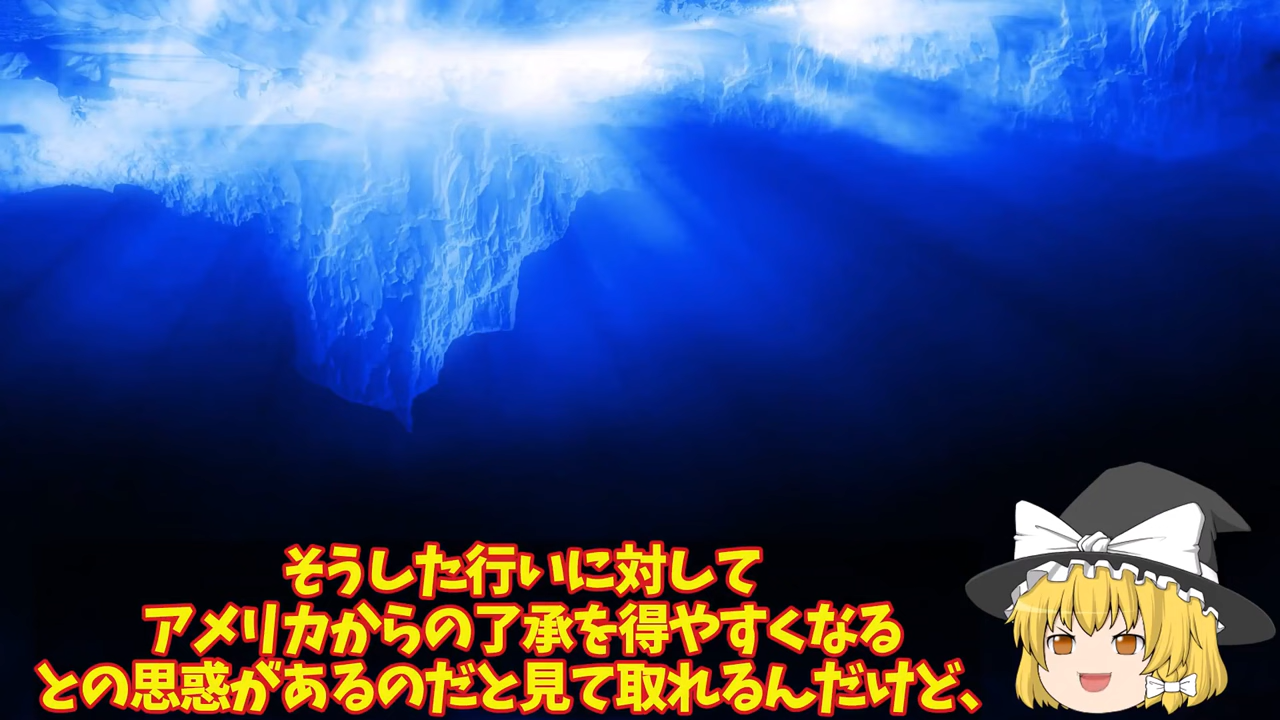 そうした行いに対して
アメリカからの了承を得やすくなる
との思惑があるのだと見て取れるんだけど、